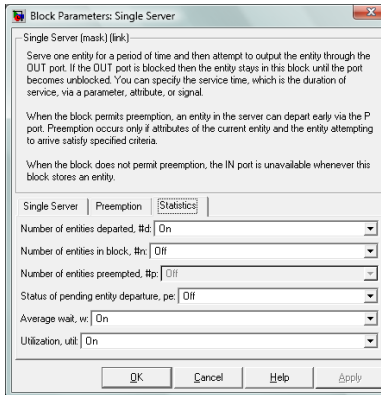 Block Parameters: Single Server
Single Server (mask) (link)
Serve one entity for a period of time and then attempt to output the entity through the
OUT port. If the OUT port is blocked then the entity stays in this block until the port
becomes unblocked. You can specify the service time, which is the duration of
service, via a parameter, attribute, or signal.
When the block permits preemption, an entity in the server can depart early via the P
port. Preemption occurs only if attributes of the current entity and the entity attempting
to arrive satisfy specified criteria.
When the block does not permit preemption, the IN port is unavailable whenever this
block stores an entity.
Single Server Preemption Statistics
Number of entities departed, #d: On
Number of entities in block, #n: Off
Number of entities preempted, #p: Off
Status of pending entity departure, pe: Off
Average wait, w: On
Utilization, util: On
OK Cancel Help Apply